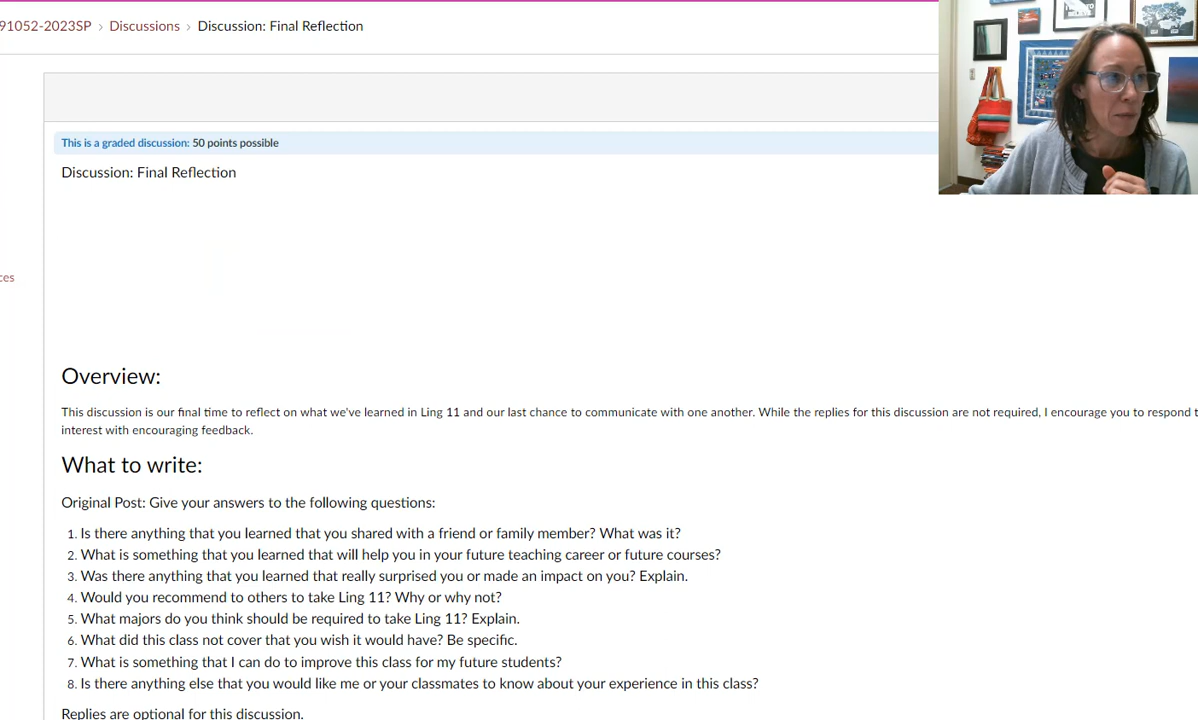 91052-2023SP › Discussions › Discussion: Final Reflection
This is a graded discussion: 50 points possible
Discussion: Final Reflection
ces
Overview:
This discussion is our final time to reflect on what we've learned in Ling 11 and our last chance to communicate with one another. While the replies for this discussion are not required, I encourage you to respond t
interest with encouraging feedback.
What to write:
Original Post: Give your answers to the following questions:
1. Is there anything that you learned that you shared with a friend or family member? What was it?
2. What is something that you learned that will help you in your future teaching career or future courses?
3. Was there anything that you learned that really surprised you or made an impact on you? Explain.
4. Would you recommend to others to take Ling 11? Why or why not?
5. What majors do you think should be required to take Ling 11? Explain.
6. What did this class not cover that you wish it would have? Be specific.
7. What is something that I can do to improve this class for my future students?
8. Is there anything else that you would like me or your classmates to know about your experience in this class?
Replies are optional for this discussion.